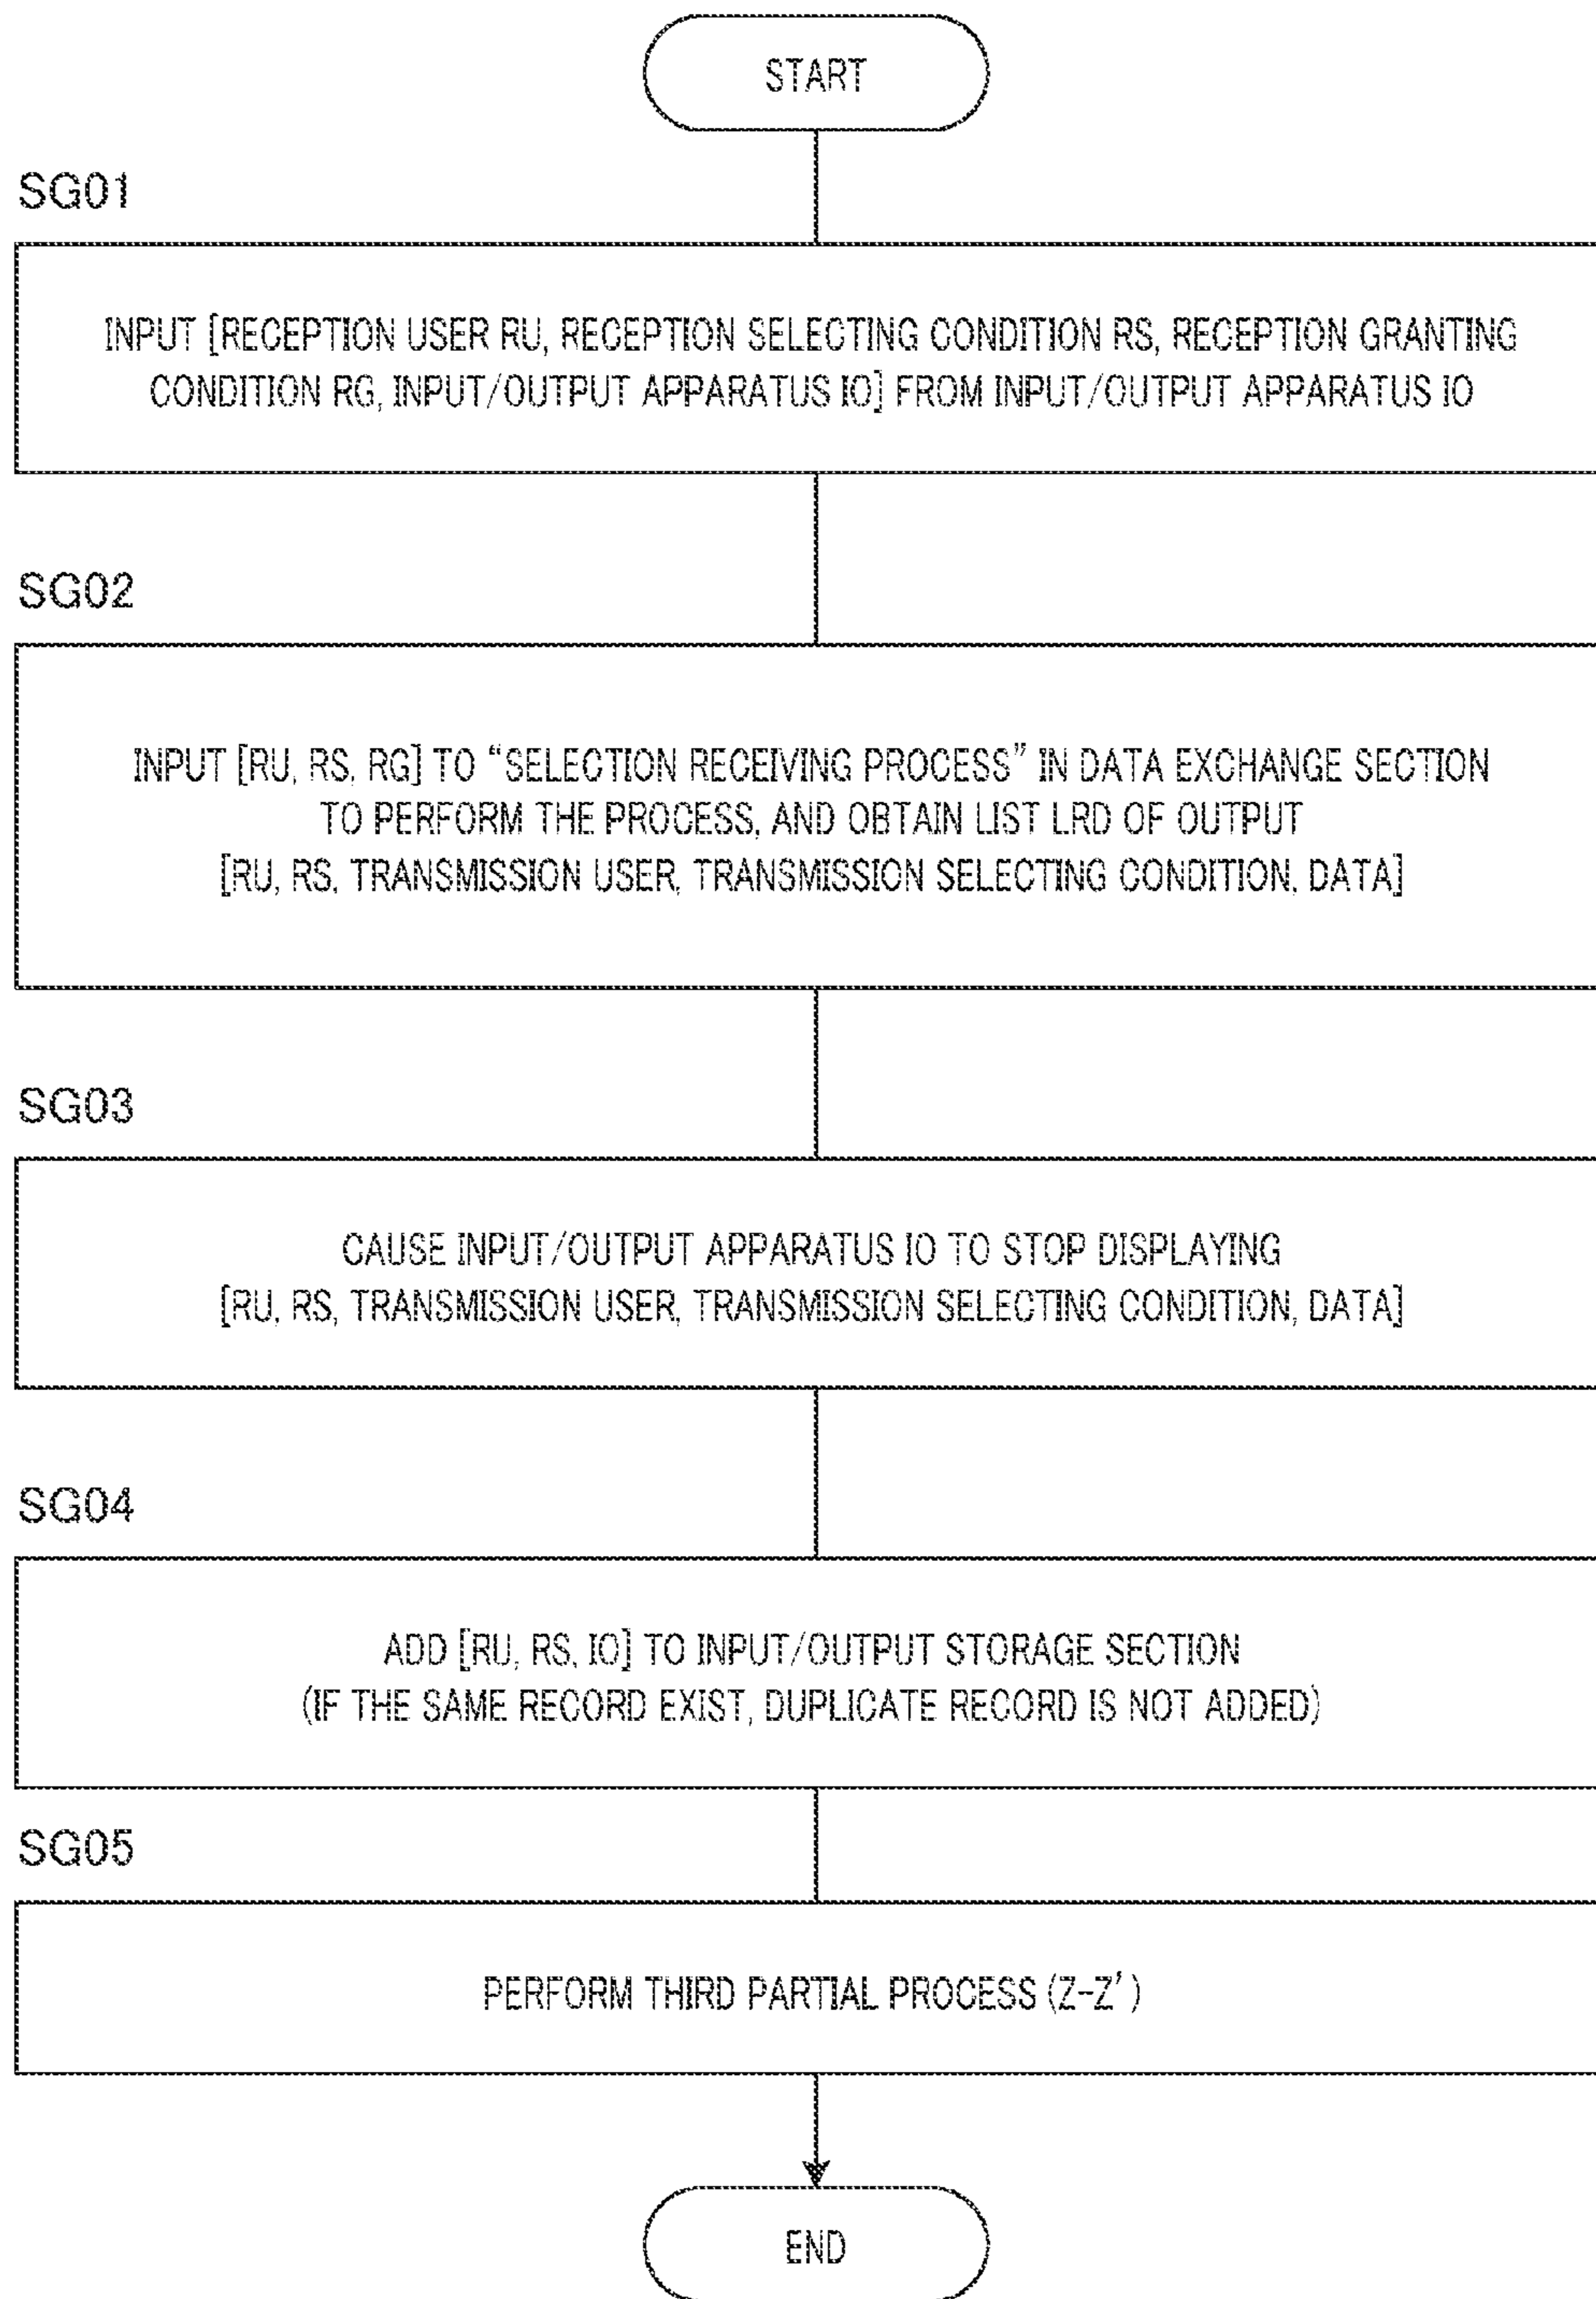 START
SG01
INPUT [RECEPTION USER RU, RECEPTION SELECTING CONDITION RS, RECEPTION GRANTING
CONDITION RG, INPUT/OUTPUT APPARATUS IO] FROM INPUT/OUTPUT APPARATUS IO
SG02
INPUT [RU, RS, RG] TO “SELECTION RECEIVING PROCESS” IN DATA EXCHANGE SECTION
TO PERFORM THE PROCESS, AND OBTAIN LIST LRD OF OUTPUT
[RU, RS, TRANSMISSION USER, TRANSMISSION SELECTING CONDITION, DATA]
SG03
CAUSE INPUT/OUTPUT APPARATUS IO TO STOP DISPLAYING
[RU, RS, TRANSMISSION USER, TRANSMISSION SELECTING CONDITION, DATA]
SG04
ADD [RU, RS, IO] TO INPUT/OUTPUT STORAGE SECTION
(IF THE SAME RECORD EXIST, DUPLICATE RECORD IS NOT ADDED)
SG05
PERFORM THIRD PARTIAL PROCESS (Z-Z’)
END